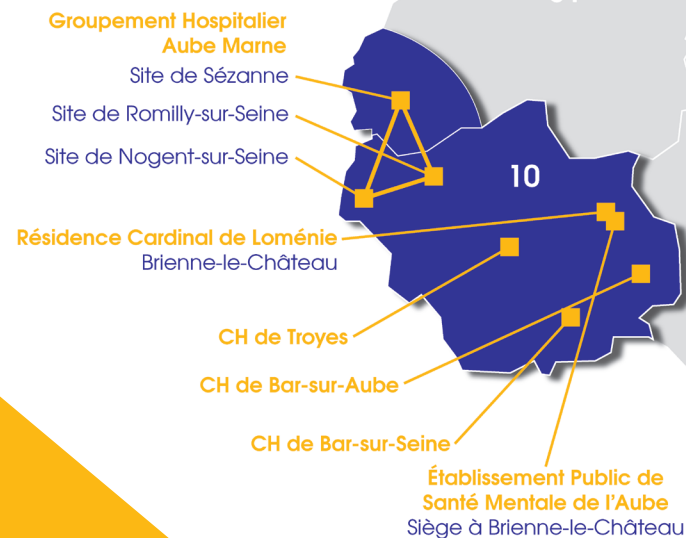 Groupement Hospitalier
Aube Marne
Site de Sézanne
Site de Romilly-sur-Seine
Site de Nogent-sur-Seine
10
Résidence Cardinal de Loménie
Brienne-le-Château
CH de Troyes
CH de Bar-sur-Aube
CH de Bar-sur-Seine
Établissement Public de
Santé Mentale de l'Aube
Siège à Brienne-le-Château